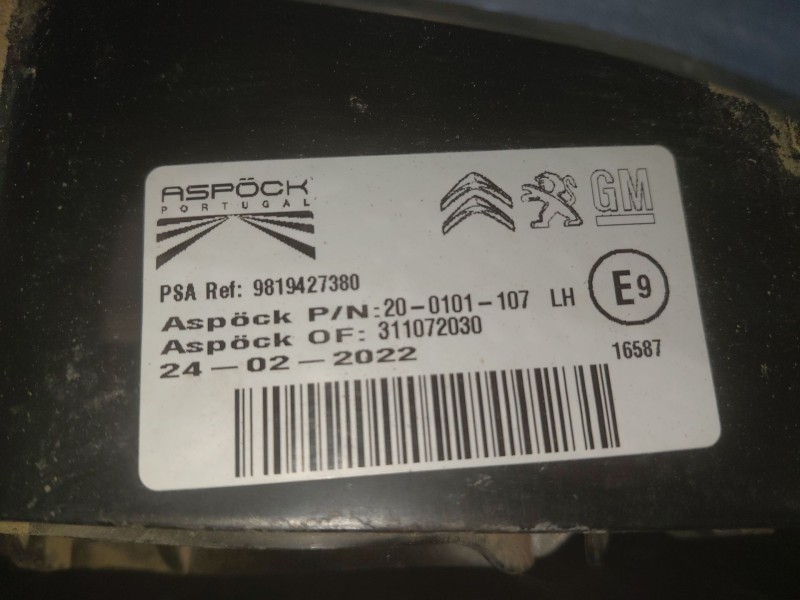 ASPÖCK
PORTUGAL
GM
PSA Ref: 9819427380
Aspöck P/N: 20-0101-107 LH
E9
Aspöck OF: 311072030
24-02-2022
16587